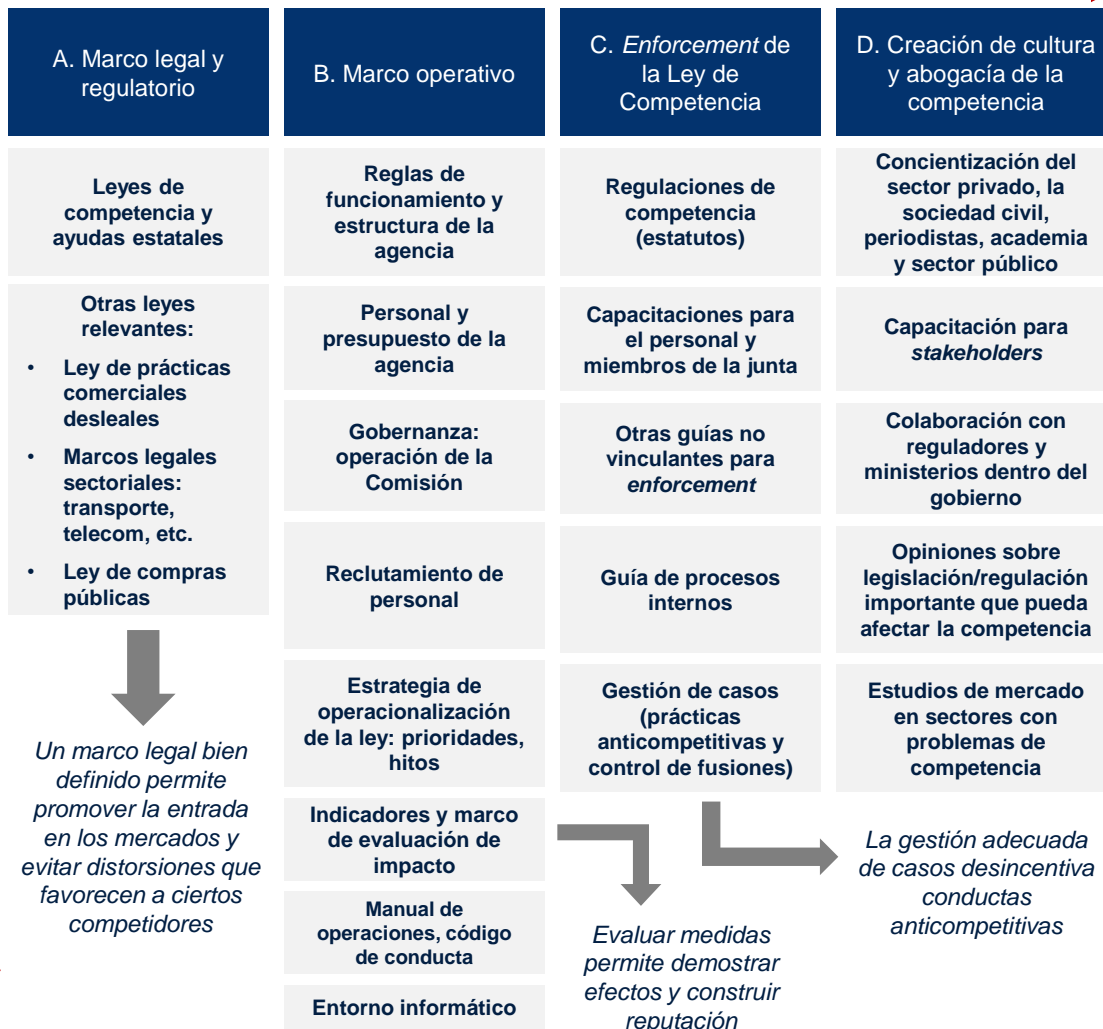 A. Marco legal y
regulatorio
Leyes de
competencia y
ayudas estatales
Otras leyes
relevantes:
• Ley de prácticas
comerciales
desleales
• Marcos legales
sectoriales:
transporte,
telecom, etc.
• Ley de compras
públicas
Un marco legal bien
definido permite
promover la entrada
en los mercados y
evitar distorsiones que
favorecen a ciertos
competidores
B. Marco operativo
Reglas de
funcionamiento y
estructura de la
agencia
Personal y
presupuesto de la
agencia
Gobernanza:
operación de la
Comisión
Reclutamiento de
personal
Estrategia de
operacionalización
de la ley: prioridades,
hitos
Indicadores y marco
de evaluación de
impacto
Manual de
operaciones, código
de conducta
Entorno informático
C. Enforcement de
la Ley de
Competencia
Regulaciones de
competencia
(estatutos)
Capacitaciones para
el personal y
miembros de la junta
Otras guías no
vinculantes para
enforcement
Guía de procesos
internos
Gestión de casos
(prácticas
anticompetitivas y
control de fusiones)
Evaluar medidas
permite demostrar
efectos y construir
reputación
D. Creación de cultura
y abogacía de la
competencia
Concientización del
sector privado, la
sociedad civil,
periodistas, academia
y sector público
Capacitación para
stakeholders
Colaboración con
reguladores y
ministerios dentro del
gobierno
Opiniones sobre
legislación/regulación
importante que pueda
afectar la competencia
Estudios de mercado
en sectores con
problemas de
competencia
La gestión adecuada
de casos desincentiva
conductas
anticompetitivas